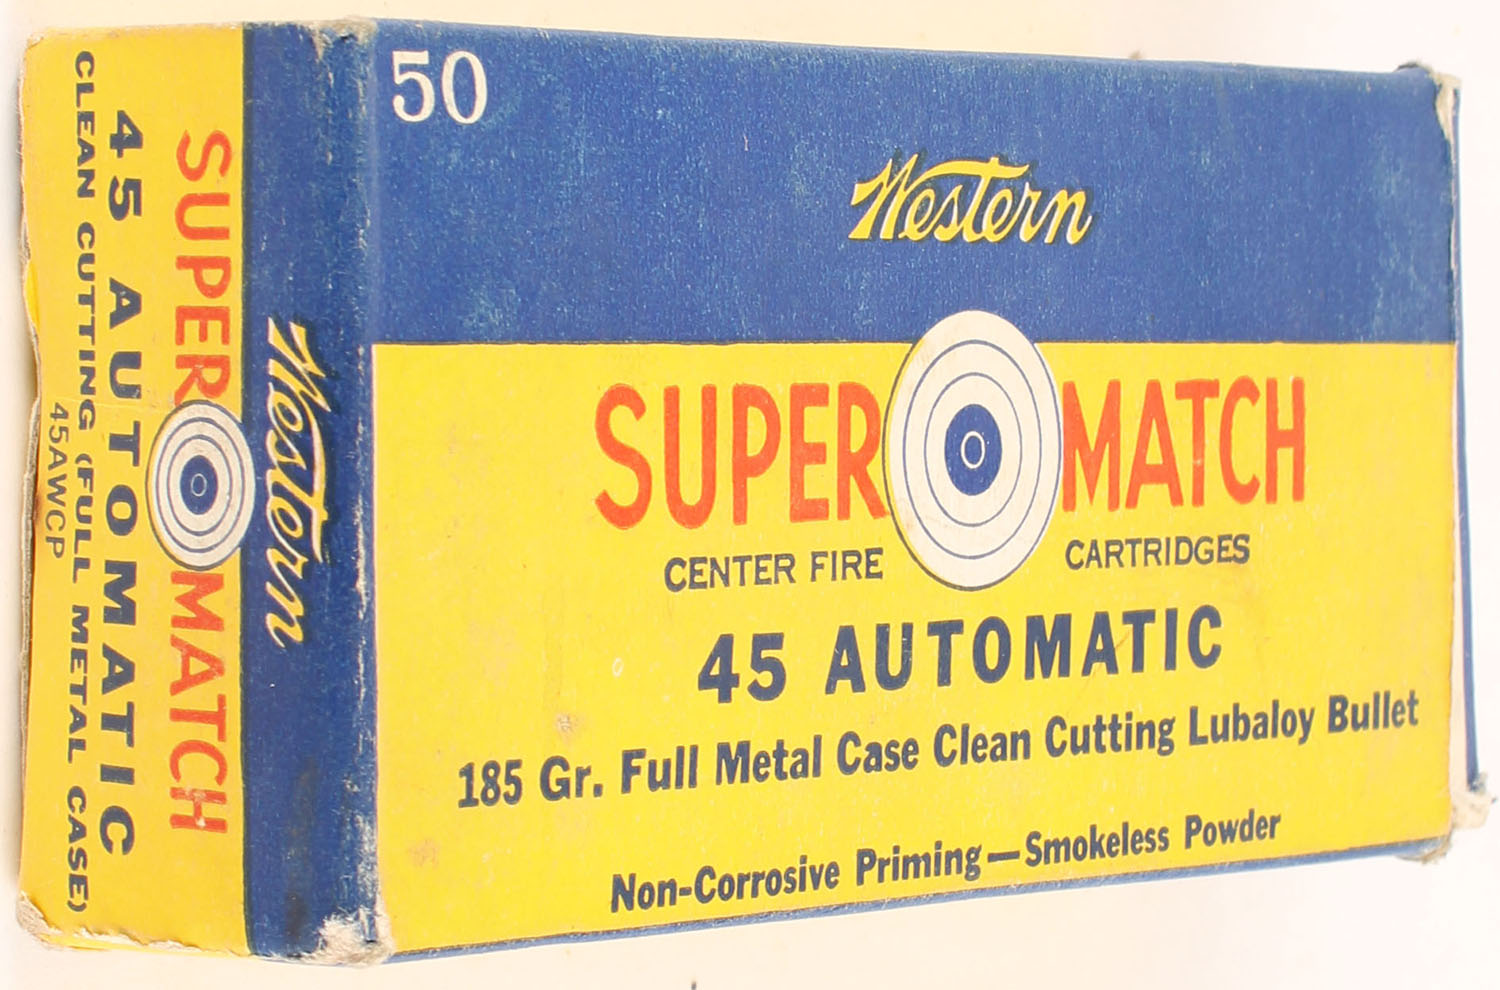 50
Western
SUPER MATCH
CENTER FIRE CARTRIDGES
45 AUTOMATIC
185 Gr. Full Metal Case Clean Cutting Lubaloy Bullet
Non-Corrosive Priming—Smokeless Powder
Western
SUPER MATCH
45 AUTOMATIC
CLEAN CUTTING (FULL METAL CASE)
45AWCP